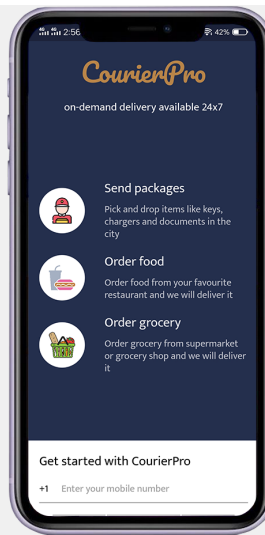 2:56
42%
CourierPro
on-demand delivery available 24x7
Send packages
Pick and drop items like keys,
chargers and documents in the
city
Order food
Order food from your favourite
restaurant and we will deliver it
Order grocery
Order grocery from supermarket
or grocery shop and we will deliver
it
Get started with CourierPro
+1 Enter your mobile number